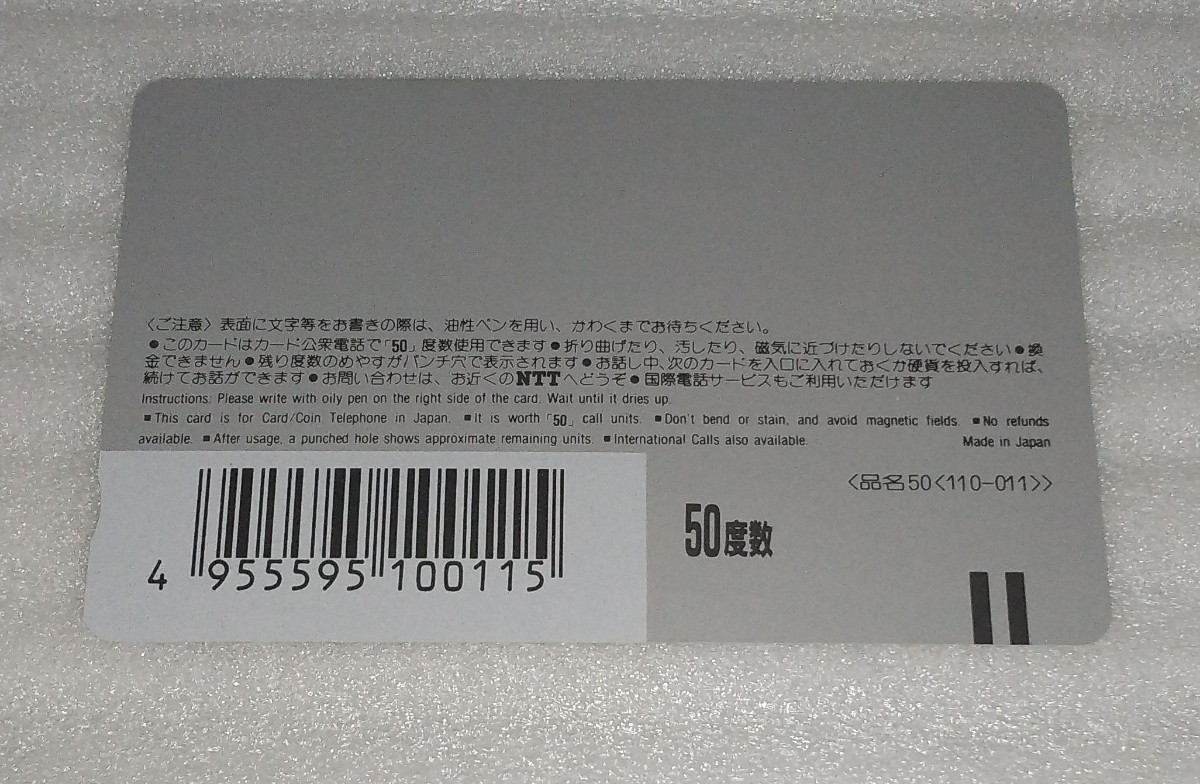 〈ご注意〉表面に文字等をお書きの際は、油性ペンを用い、かわくまでお待ちください。
●このカードはカード公衆電話で「50」度数使用できます●折り曲げたり、汚したり、磁気に近づけたりしないでください●換
金できません●残り度数のめやすがパンチ穴で表示されます●お話し中、次のカードを入口に入れておくか硬貨を投入すれば、
続けてお話ができます●お問い合わせは、お近くのNTTへどうぞ●国際電話サービスもご利用いただけます
Instructions. Please write with oily pen on the right side of the card. Wait until it dries up.
■This card is for Card/Coin Telephone in Japan. ■It is worth「50」call units. ■Don't bend or stain, and avoid magnetic fields. ■No refunds
available. ■After usage, a punched hole shows approximate remaining units. ■International Calls also available. Made in Japan
〈品名50〈110-011〉〉
50度数
4 955595 100115